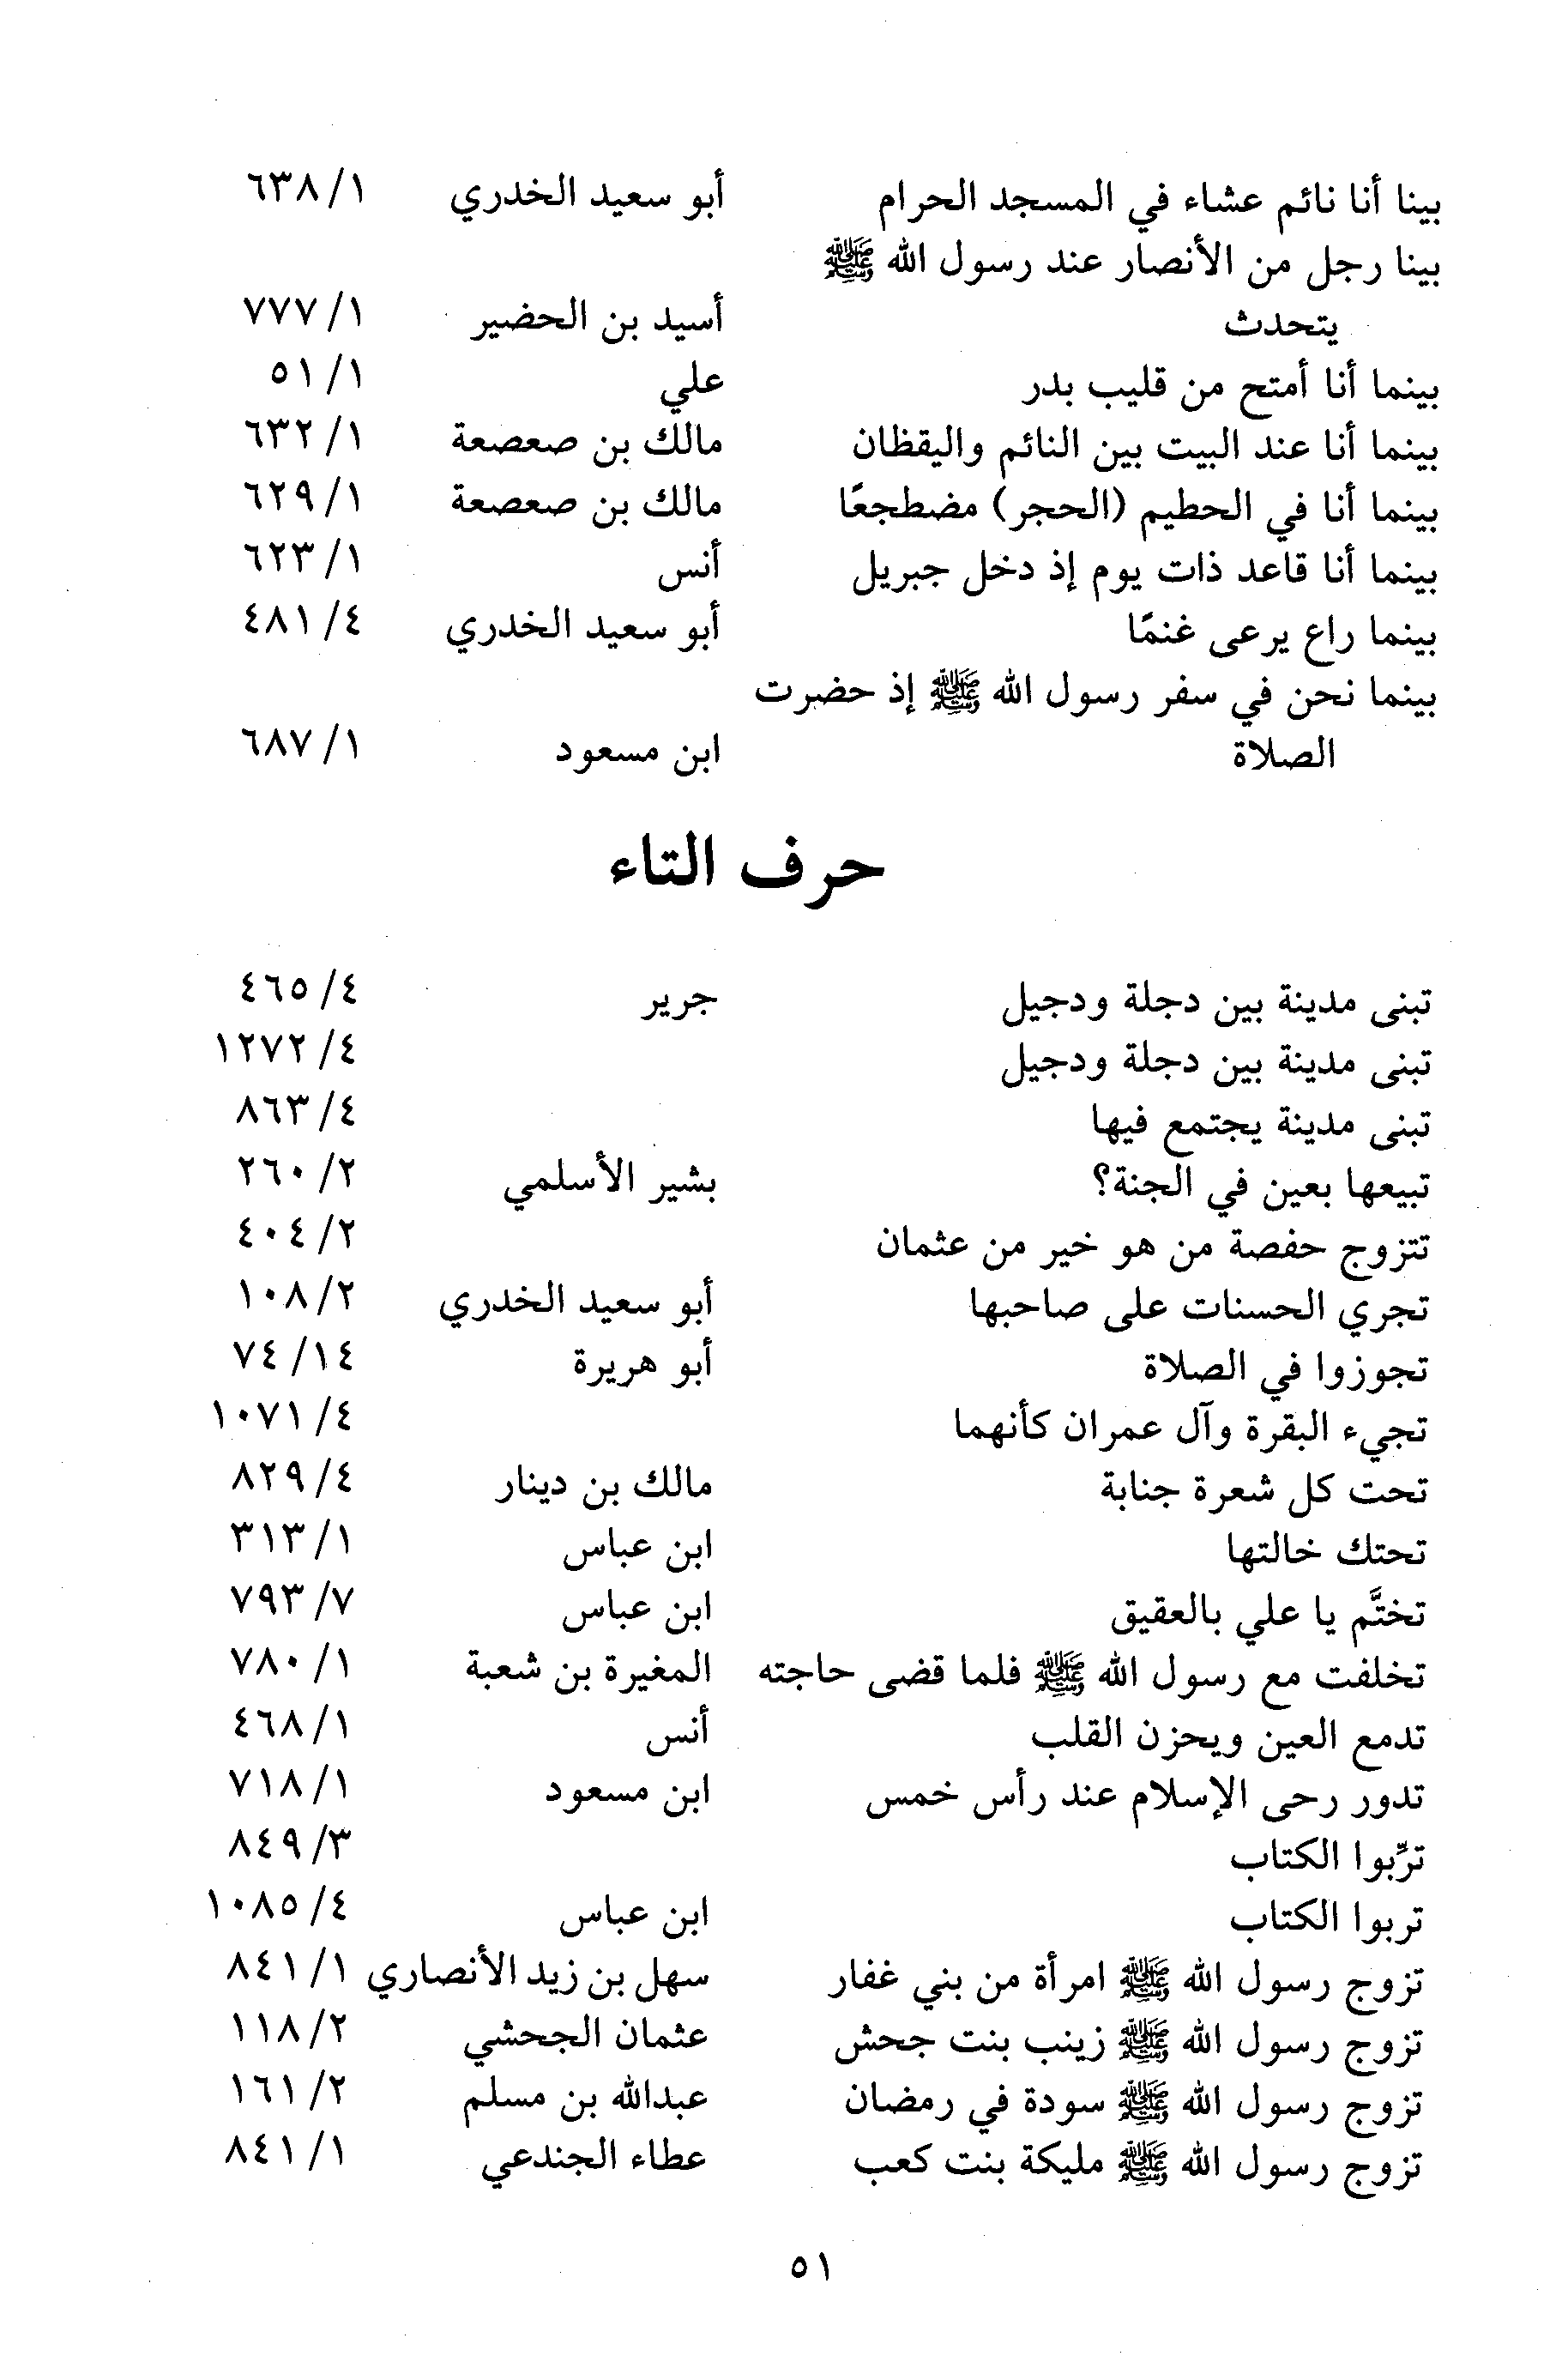 بينا أنا نائم عشاء في المسجد الحرام أبو سعيد الخدري ١/ ٦٣٨
بينا رجل من الأنصار عند رسول الله ﷺ
يتحدث أسيد بن الحضير ١/ ٧٧٧
بينما أنا أمتح من قليب بدر علي ١/ ٥١
بينما أنا عند البيت بين النائم واليقظان مالك بن صعصعة ١/ ٦٣٢
بينما أنا في الحطيم (الحجر) مضطجعًا مالك بن صعصعة ١/ ٦٢٩
بينما أنا قاعد ذات يوم إذ دخل جبريل أنس ١/ ٦٢٣
بينما راع يرعى غنمًا أبو سعيد الخدري ٤/ ٤٨١
بينما نحن في سفر رسول الله ﷺ إذ حضرت
الصلاة ابن مسعود ١/ ٦٨٧
حرف التاء
تبنى مدينة بين دجلة ودجيل جرير ٤/ ٤٦٥
تبنى مدينة بين دجلة ودجيل ٤/ ١٢٧٢
تبنى مدينة يجتمع فيها ٤/ ٨٦٣
تبيعها بعين في الجنة؟ بشير الأسلمي ٢/ ٢٦٠
تتزوج حفصة من هو خير من عثمان ٢/ ٤٠٤
تجري الحسنات على صاحبها أبو سعيد الخدري ٢/ ١٠٨
تجوزوا في الصلاة أبو هريرة ١٤/ ٧٤
تجيء البقرة وآل عمران كأنهما ٤/ ١٠٧١
تحت كل شعرة جنابة مالك بن دينار ٤/ ٨٢٩
تحتك خالتها ابن عباس ١/ ٣١٣
تختَّم يا علي بالعقيق ابن عباس ٧/ ٧٩٣
تخلفت مع رسول الله ﷺ فلما قضى حاجته المغيرة بن شعبة ١/ ٧٨٠
تدمع العين ويحزن القلب أنس ١/ ٤٦٨
تدور رحى الإسلام عند رأس خمس ابن مسعود ١/ ٧١٨
ترِّبوا الكتاب ٣/ ٨٤٩
تربوا الكتاب ابن عباس ٤/ ١٠٨٥
تزوج رسول الله ﷺ امرأة من بني غفار سهل بن زيد الأنصاري ١/ ٨٤١
تزوج رسول الله ﷺ زينب بنت جحش عثمان الجحشي ٢/ ١١٨
تزوج رسول الله ﷺ سودة في رمضان عبدالله بن مسلم ٢/ ١٦١
تزوج رسول الله ﷺ مليكة بنت كعب عطاء الجندعي ١/ ٨٤١
٥١